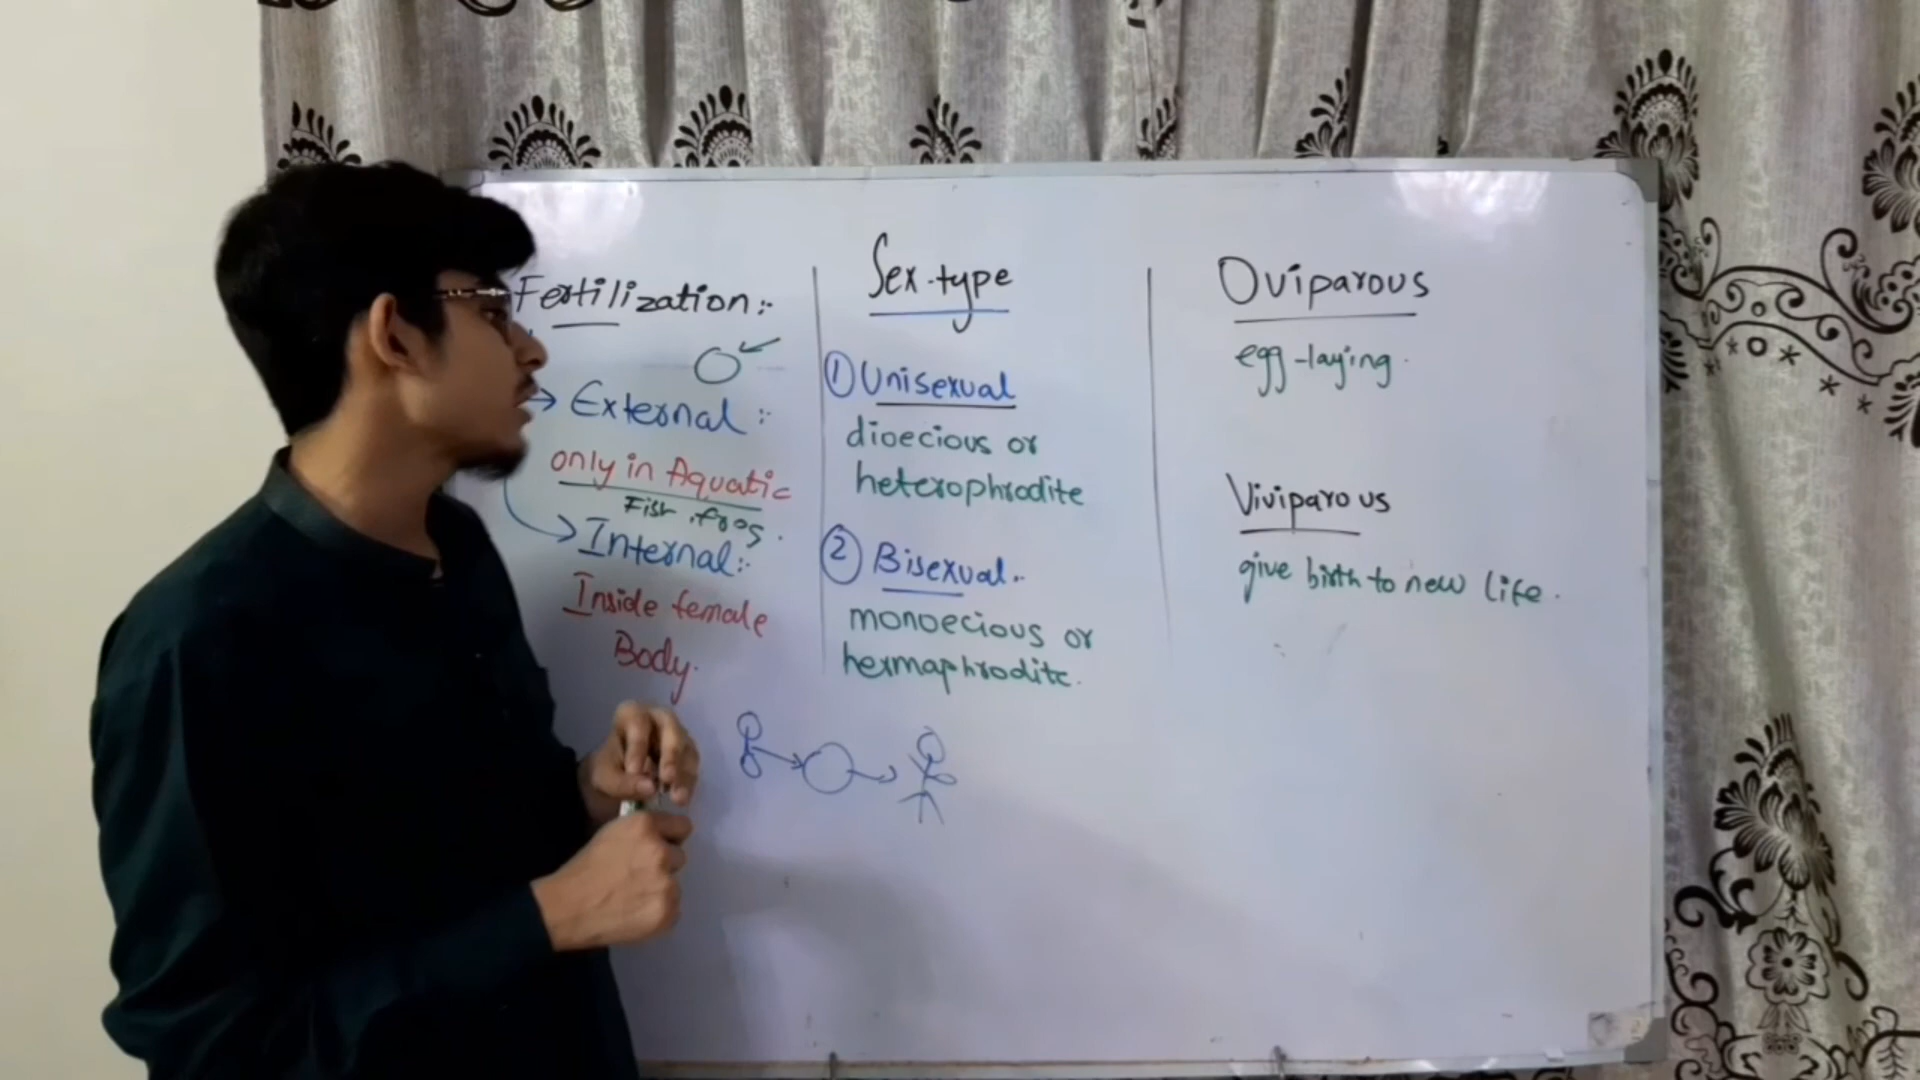 Fertilization:-
External :-
only in Aquatic
Fish, frog.
Internal:-
Inside female
Body.
Sex-type
① Unisexual
dioecious or
heterophrodite
② Bisexual.-
monoecious or
hermaphrodite.
Oviparous
egg-laying.
Viviparous
give birth to new life.